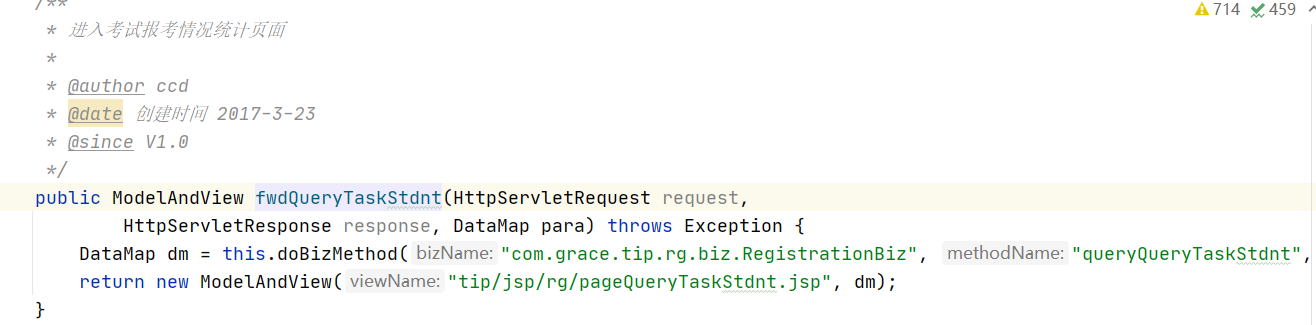 /**
714 459
* 进入考试报考情况统计页面
*
* @author ccd
* @date 创建时间 2017-3-23
* @since V1.0
*/
public ModelAndView fwdQueryTaskStdnt(HttpServletRequest request,
HttpServletResponse response, DataMap para) throws Exception {
DataMap dm = this.doBizMethod( bizName: "com.grace.tip.rg.biz.RegistrationBiz", methodName: "queryQueryTaskStdnt",
return new ModelAndView( viewName: "tip/jsp/rg/pageQueryTaskStdnt.jsp", dm);
}